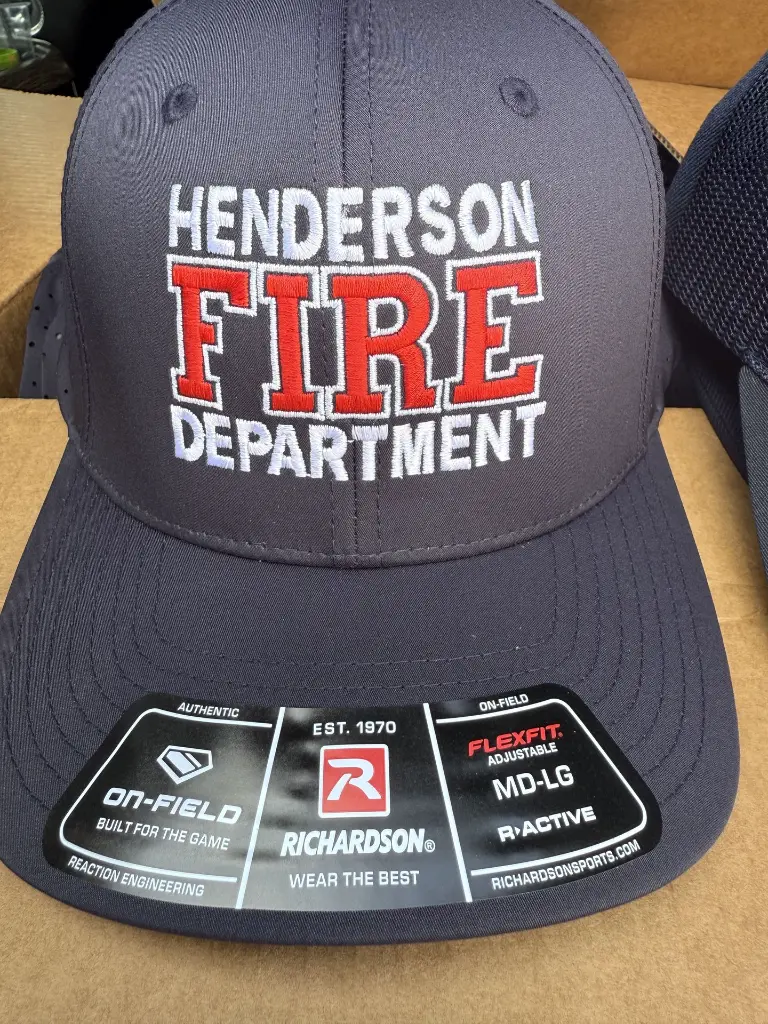 HENDERSON
FIRE
DEPARTMENT
AUTHENTIC
ON-FIELD
BUILT FOR THE GAME
REACTION ENGINEERING
EST. 1970
R
RICHARDSON®
WEAR THE BEST
ON-FIELD
FLEXFIT®
ADJUSTABLE
MD-LG
R▸ACTIVE
RICHARDSONSPORTS.COM